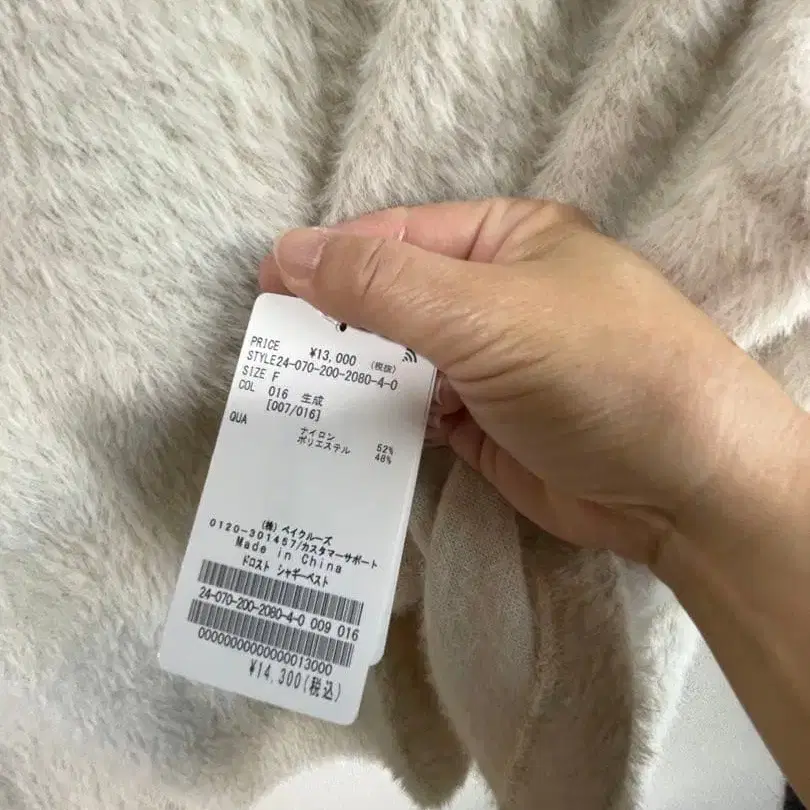 PRICE ¥13,000 (税抜)
STYLE24-070-200-2080-4-0
SIZE F
COL 016 生成
[007/016]
QUA ナイロン 52%
ポリエステル 48%
(株) ベイクルーズ
0120-301457/カスタマーサポート
Made in China
ドロスト シャギーベスト
24-070-200-2080-4-0 009 016
0000000000000013000
¥14,300(税込)